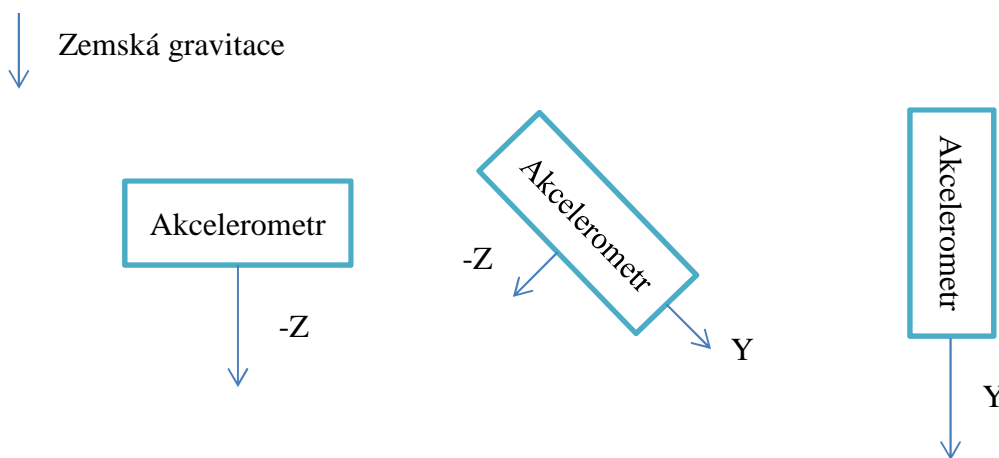 Zemská gravitace
Akcelerometr
-Z
Akcelerometr
-Z
Y
Akcelerometr
Y